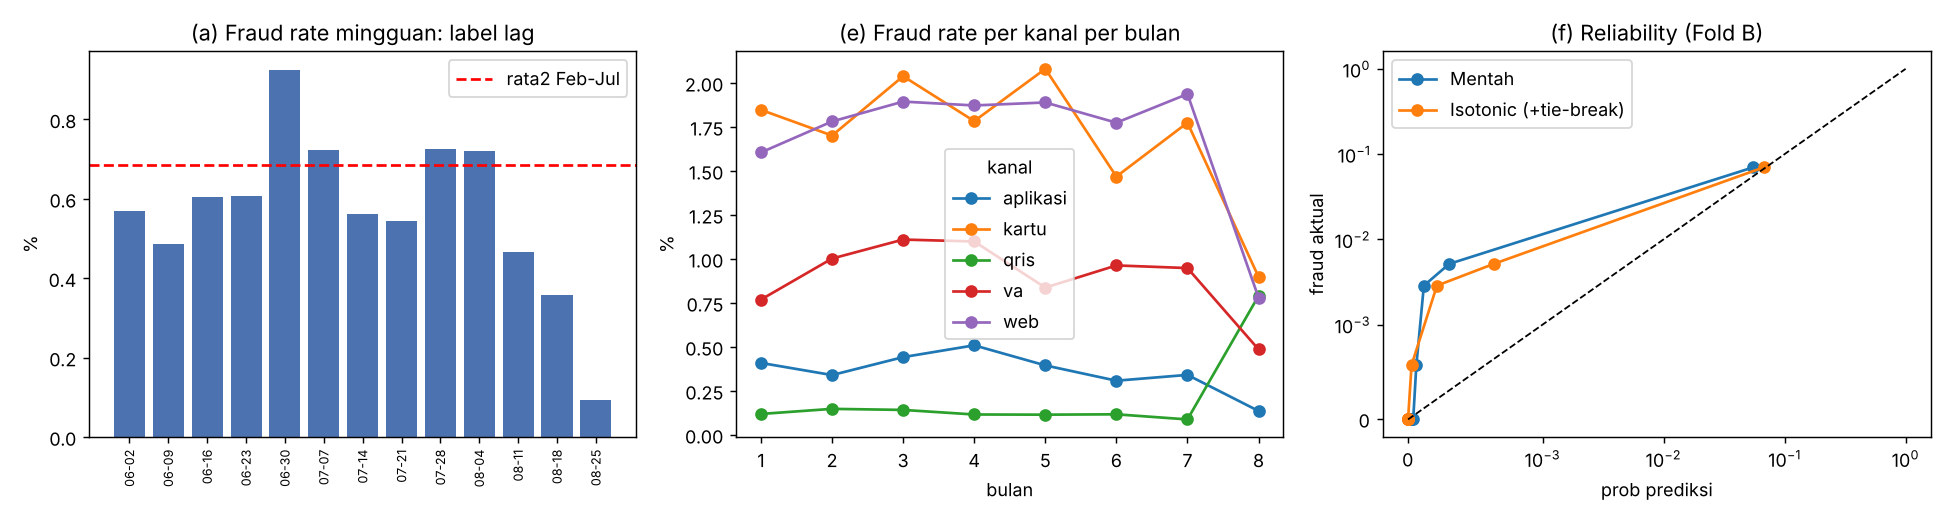 (a) Fraud rate mingguan: label lag
%
0.8
0.6
0.4
0.2
0.0
rata2 Feb-Jul
06-02
06-09
06-16
06-23
06-30
07-07
07-14
07-21
07-28
08-04
08-11
08-18
08-25
(e) Fraud rate per kanal per bulan
%
2.00
1.75
1.50
1.25
1.00
0.75
0.50
0.25
0.00
kanal
aplikasi
kartu
qris
va
web
1 2 3 4 5 6 7 8
bulan
(f) Reliability (Fold B)
fraud aktual
10⁰
10⁻¹
10⁻²
10⁻³
0
Mentah
Isotonic (+tie-break)
0 10⁻³ 10⁻² 10⁻¹ 10⁰
prob prediksi